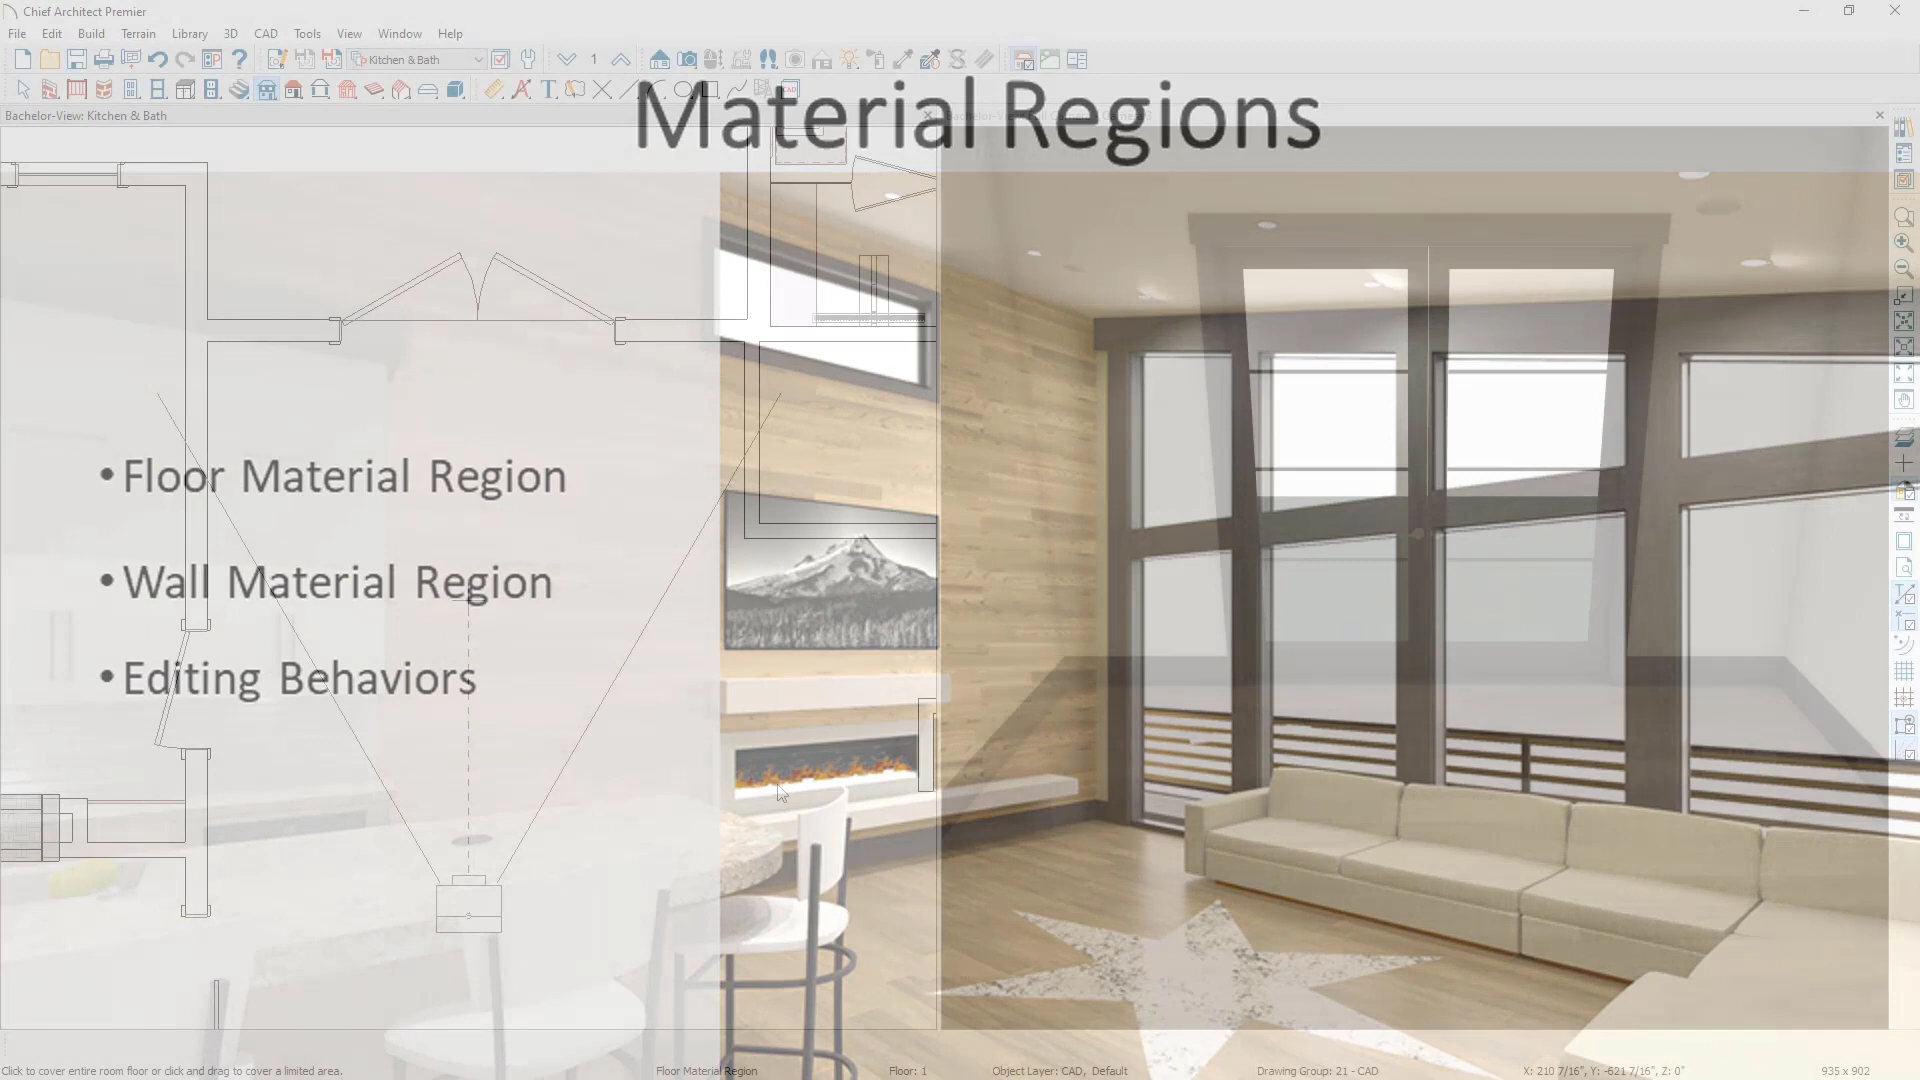 Chief Architect Premier
File Edit Build Terrain Library 3D CAD Tools View Window Help
Kitchen & Bath
1
Material Regions
Bachelor-View: Kitchen & Bath
• Floor Material Region
• Wall Material Region
• Editing Behaviors
Click to cover entire room floor or click and drag to cover a limited area.
Floor Material Region
Floor: 1
Object Layer: CAD, Default
Drawing Group: 21 - CAD
X: 210 7/16", Y: -621 7/16", Z: 0"
935 x 902